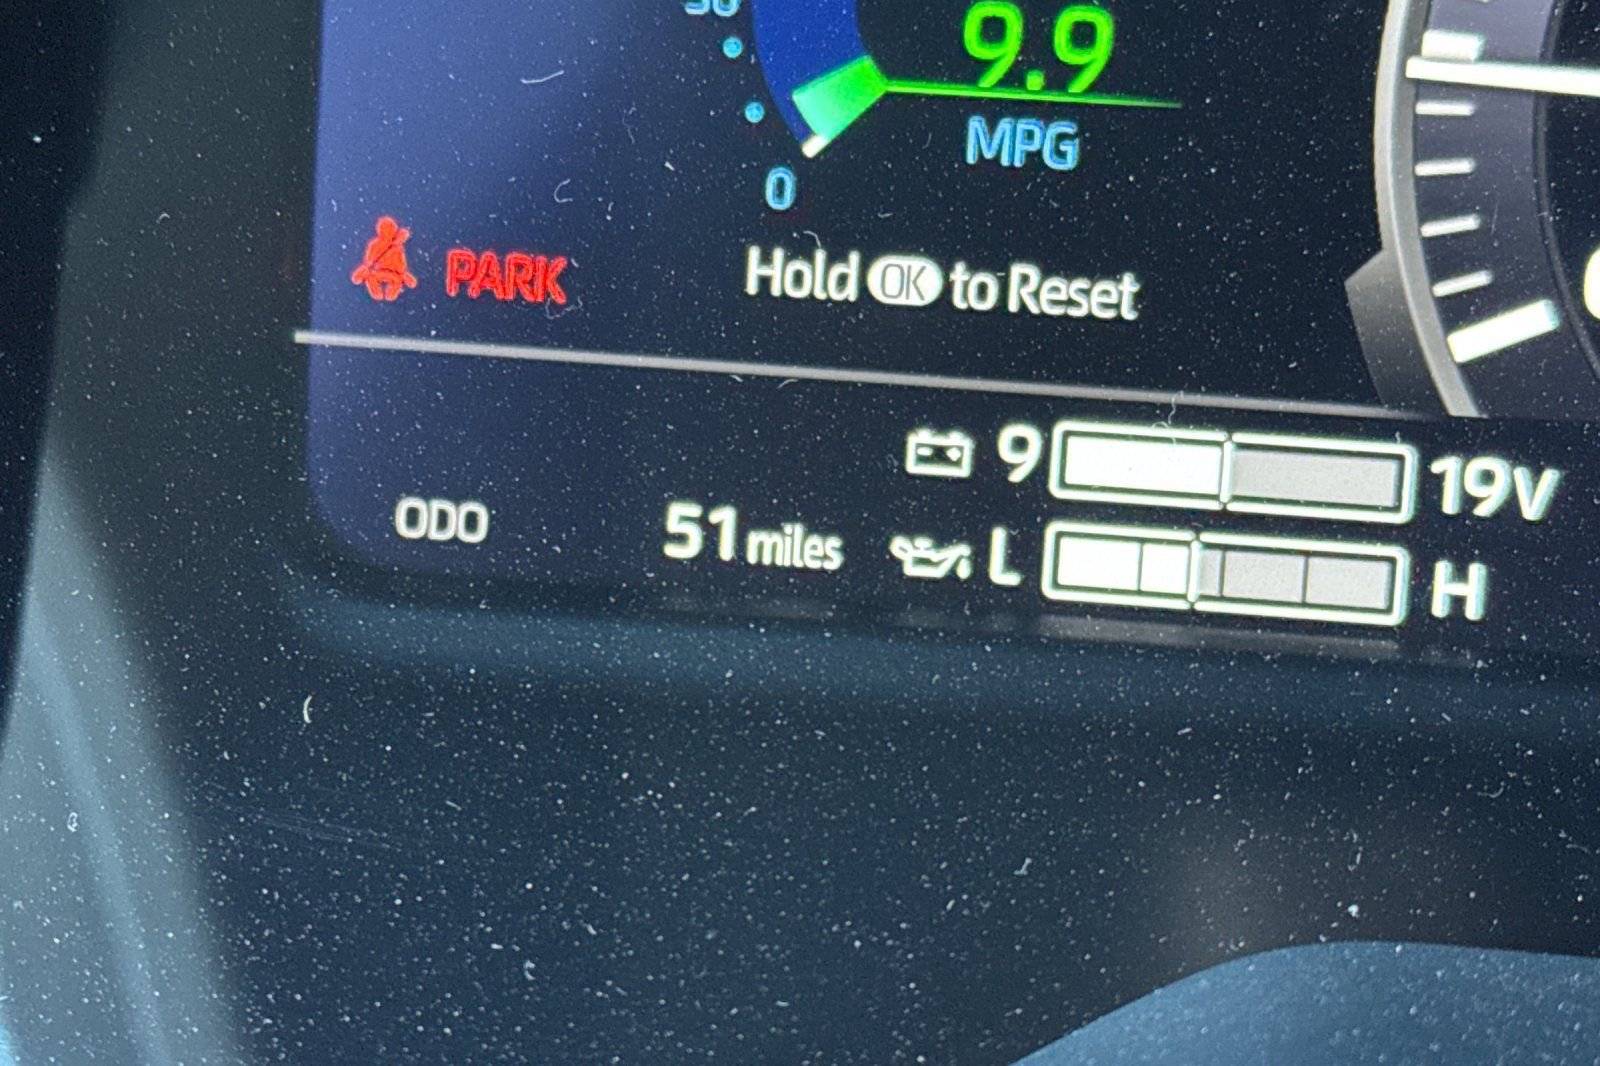 9.9
MPG
0
PARK
Hold OK to Reset
9 19V
ODO 51 miles L H